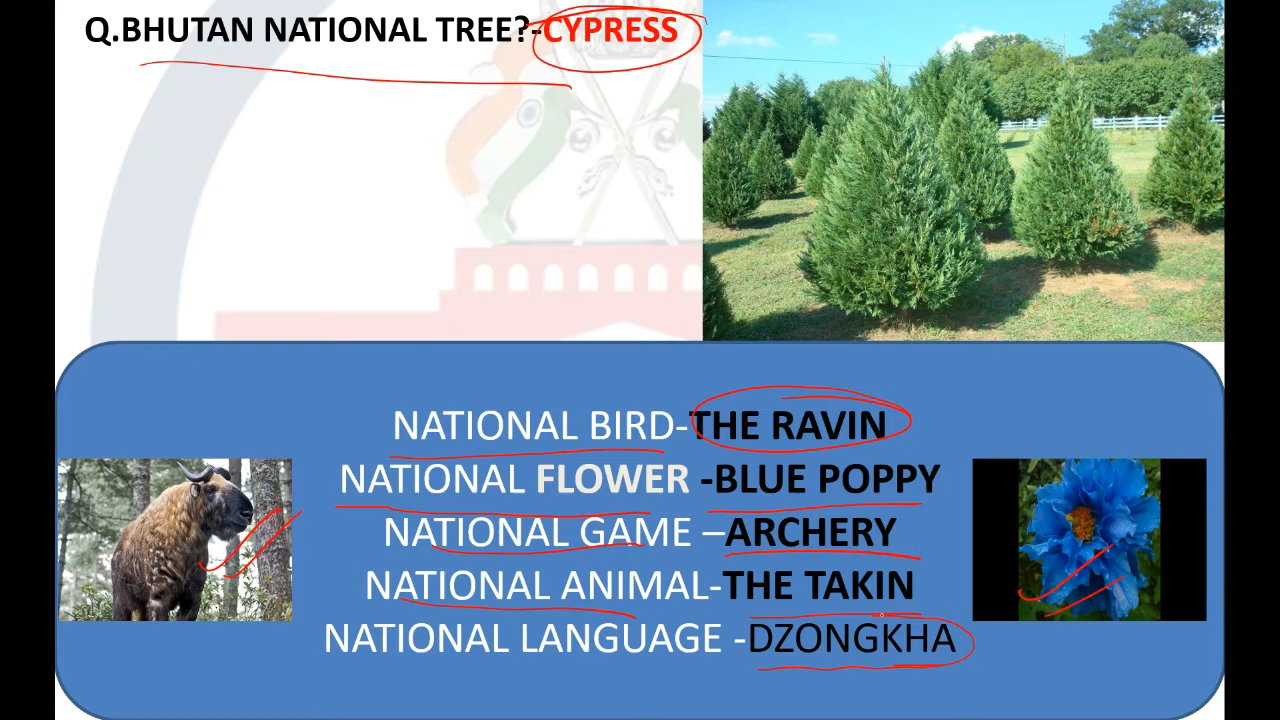 Q.BHUTAN NATIONAL TREE?-CYPRESS
NATIONAL BIRD-THE RAVIN
NATIONAL FLOWER -BLUE POPPY
NATIONAL GAME –ARCHERY
NATIONAL ANIMAL-THE TAKIN
NATIONAL LANGUAGE -DZONGKHA